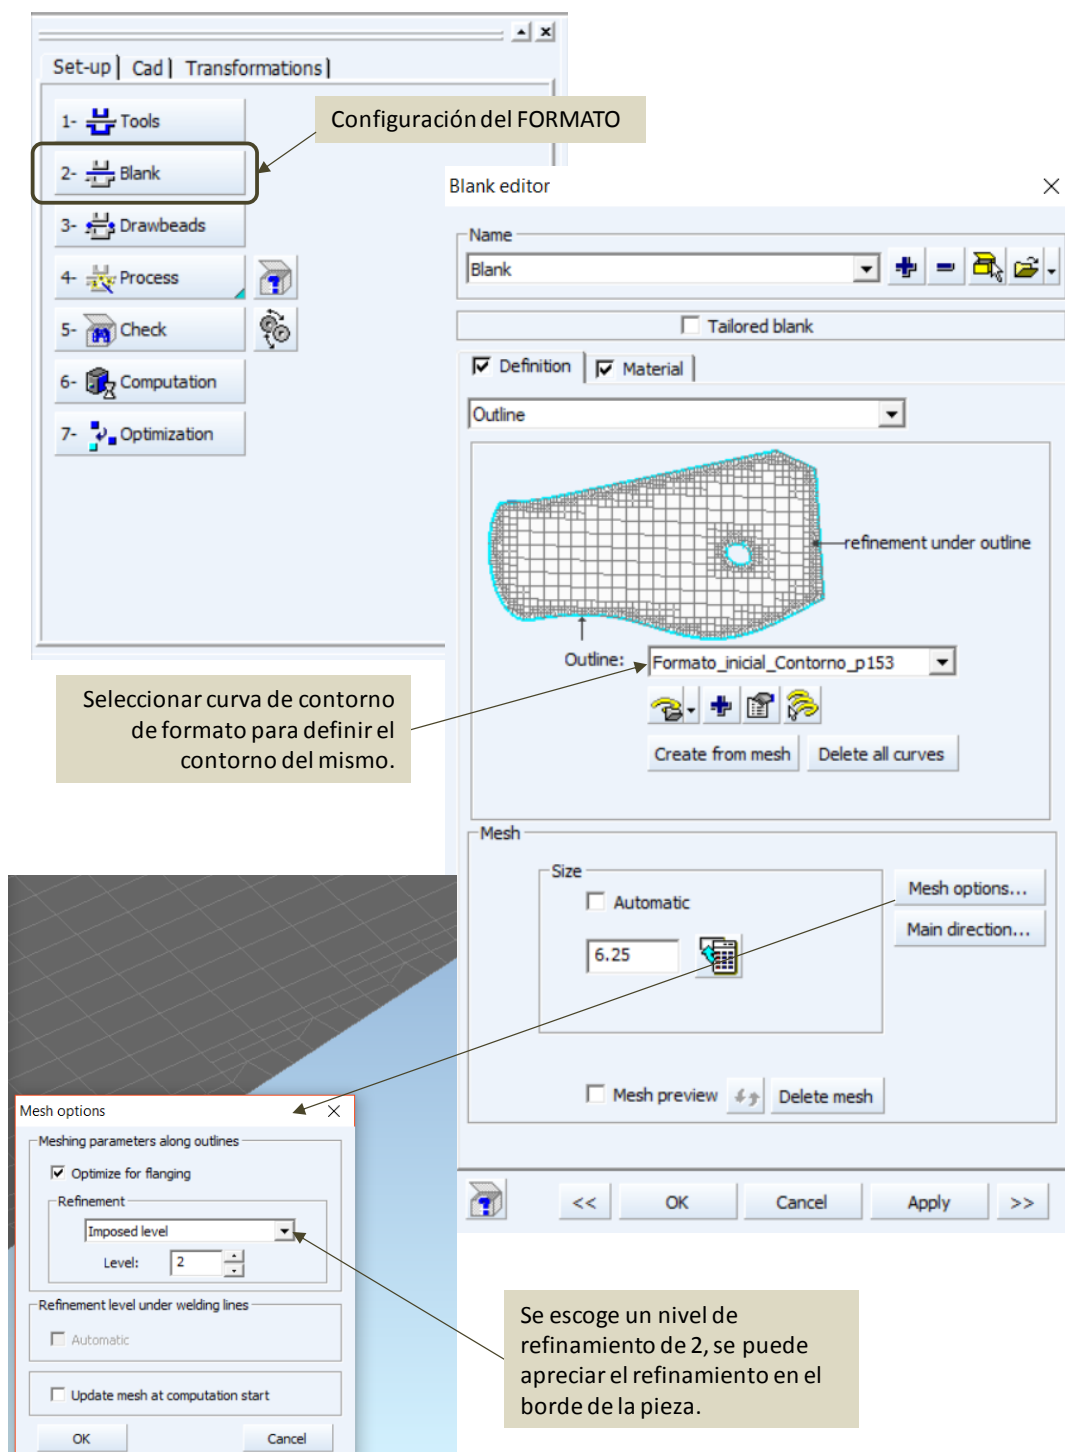 Set-up Cad Transformations
1- Tools
Configuración del FORMATO
2- Blank
3- Drawbeads
4- Process
5- Check
6- Computation
7- Optimization
Blank editor
Name
Blank
Tailored blank
Definition Material
Outline
refinement under outline
Outline: Formato_inicial_Contorno_p153
Create from mesh Delete all curves
Seleccionar curva de contorno
de formato para definir el
contorno del mismo.
Mesh
Size
Automatic
6.25
Mesh options...
Main direction...
Mesh preview Delete mesh
<< OK Cancel Apply >>
Mesh options
Meshing parameters along outlines
Optimize for flanging
Refinement
Imposed level
Level: 2
Refinement level under welding lines
Automatic
Update mesh at computation start
OK Cancel
Se escoge un nivel de
refinamiento de 2, se puede
apreciar el refinamiento en el
borde de la pieza.